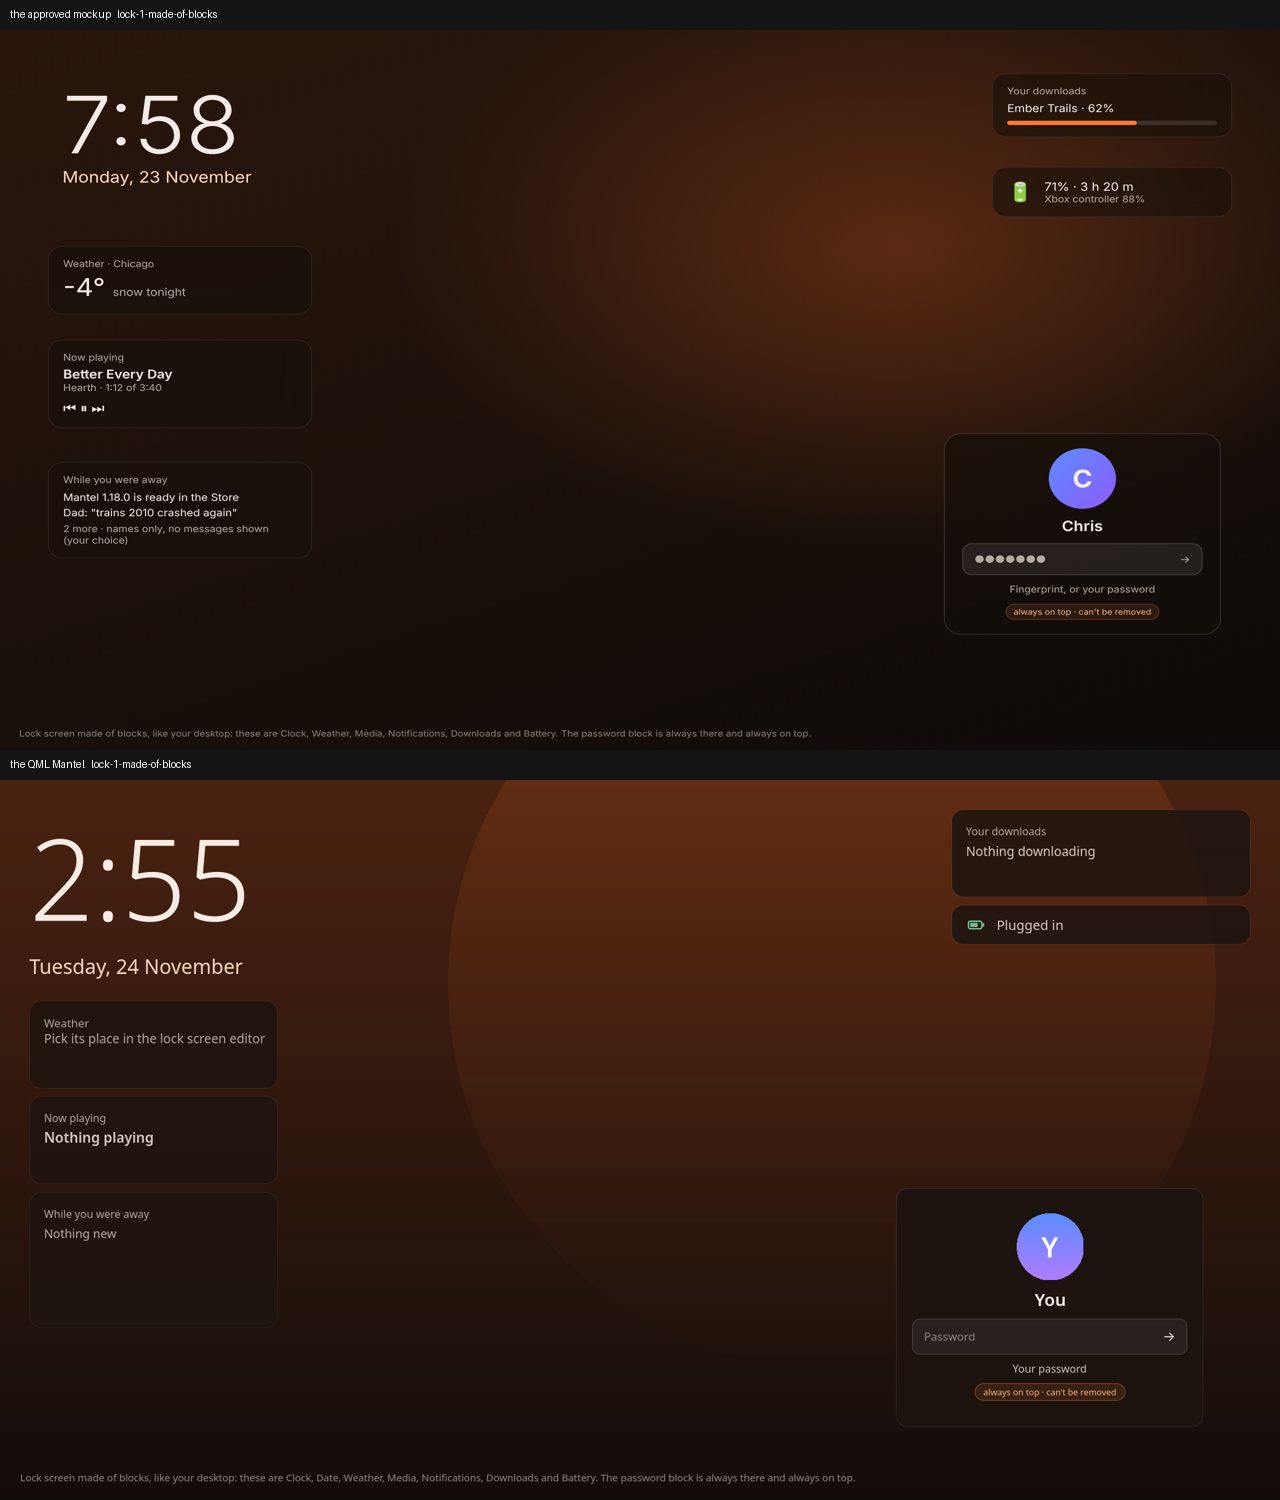 the approved mockup lock-1-made-of-blocks
7:58
Monday, 23 November
Your downloads
Ember Trails · 62%
71% · 3 h 20 m
Xbox controller 88%
Weather · Chicago
-4° snow tonight
Now playing
Better Every Day
Hearth · 1:12 of 3:40
While you were away
Mantel 1.18.0 is ready in the Store
Dad: "trains 2010 crashed again"
2 more · names only, no messages shown
(your choice)
C
Chris
Fingerprint, or your password
always on top · can't be removed
Lock screen made of blocks, like your desktop: these are Clock, Weather, Media, Notifications, Downloads and Battery. The password block is always there and always on top.
the QML Mantel lock-1-made-of-blocks
2:55
Tuesday, 24 November
Your downloads
Nothing downloading
Plugged in
Weather
Pick its place in the lock screen editor
Now playing
Nothing playing
While you were away
Nothing new
Y
You
Password
Your password
always on top · can't be removed
Lock screen made of blocks, like your desktop: these are Clock, Date, Weather, Media, Notifications, Downloads and Battery. The password block is always there and always on top.